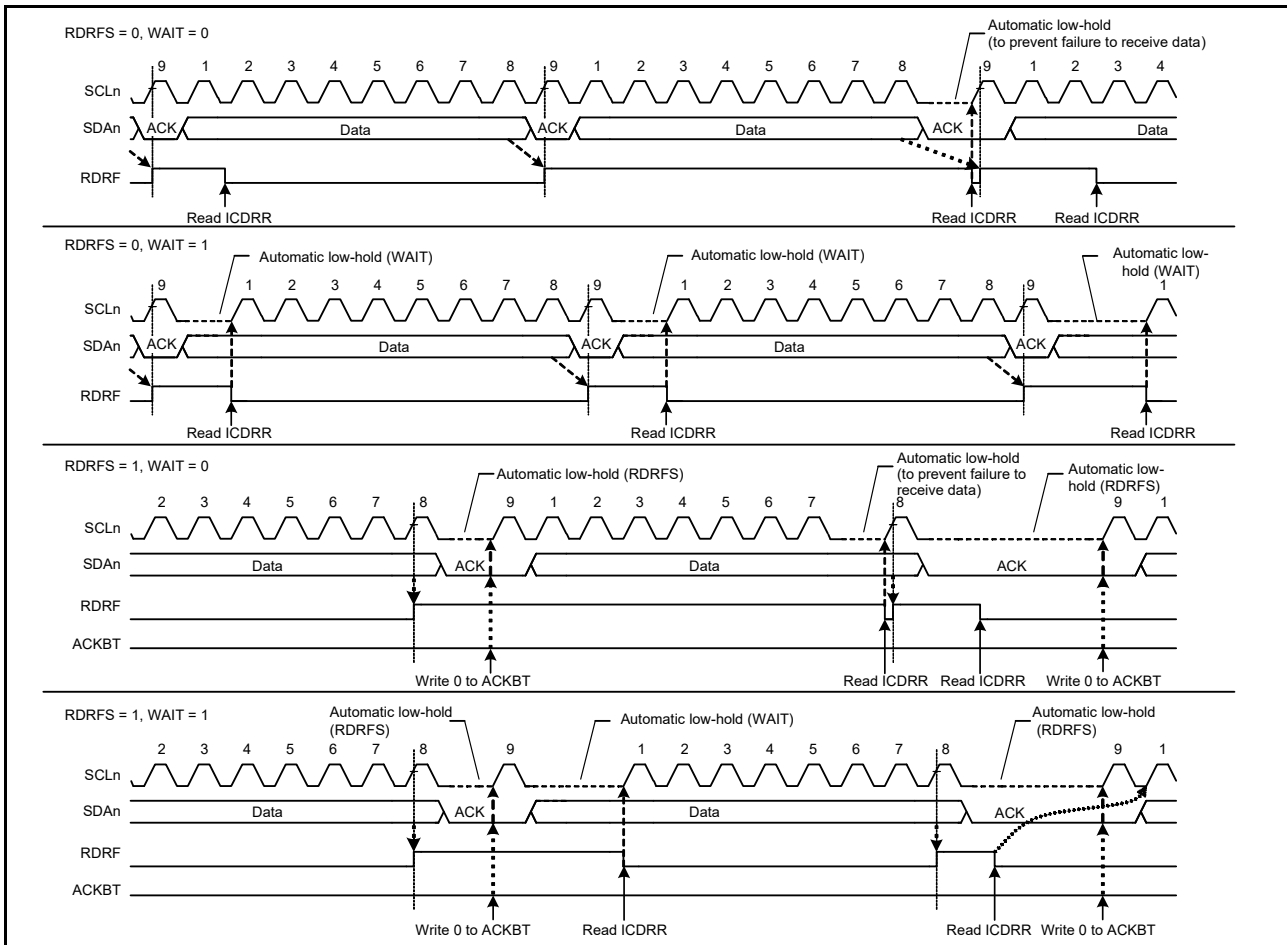 RDRFS = 0, WAIT = 0
Automatic low-hold
(to prevent failure to receive data)
9 1 2 3 4 5 6 7 8 9 1 2 3 4 5 6 7 8 9 1 2 3 4
SCLn
SDAn ACK Data ACK Data ACK Data
RDRF
Read ICDRR Read ICDRR Read ICDRR
RDRFS = 0, WAIT = 1
Automatic low-hold (WAIT) Automatic low-hold (WAIT) Automatic low-
hold (WAIT)
9 1 2 3 4 5 6 7 8 9 1 2 3 4 5 6 7 8 9 1
SCLn
SDAn ACK Data ACK Data ACK
RDRF
Read ICDRR Read ICDRR Read ICDRR
RDRFS = 1, WAIT = 0
Automatic low-hold (RDRFS) Automatic low-hold
(to prevent failure to
receive data) Automatic low-
hold (RDRFS)
2 3 4 5 6 7 8 9 1 2 3 4 5 6 7 8 9 1
SCLn
SDAn Data ACK Data ACK
RDRF
ACKBT
Write 0 to ACKBT Read ICDRR Read ICDRR Write 0 to ACKBT
RDRFS = 1, WAIT = 1
Automatic low-hold
(RDRFS) Automatic low-hold (WAIT) Automatic low-hold
(RDRFS)
2 3 4 5 6 7 8 9 1 2 3 4 5 6 7 8 9 1
SCLn
SDAn Data ACK Data ACK
RDRF
ACKBT
Write 0 to ACKBT Read ICDRR Read ICDRR Write 0 to ACKBT